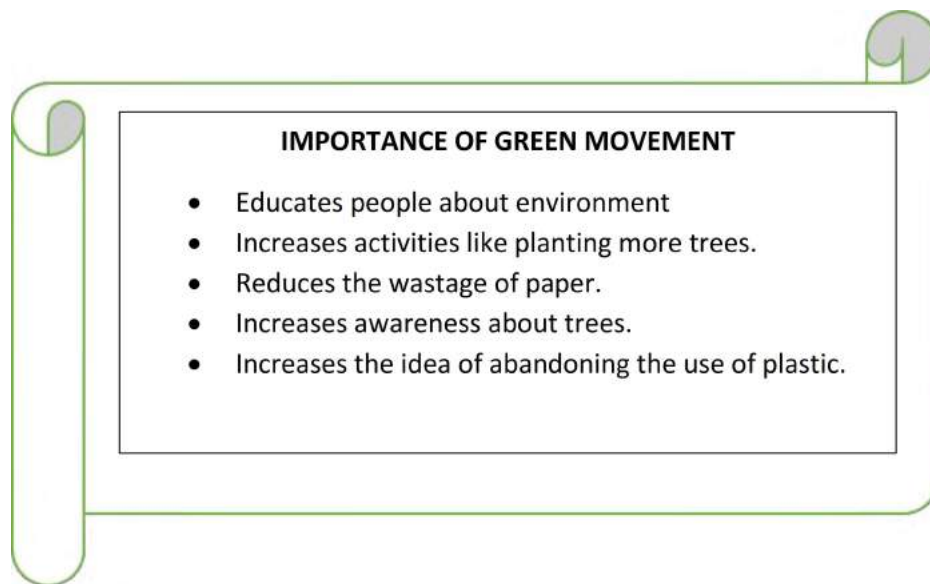 IMPORTANCE OF GREEN MOVEMENT
• Educates people about environment
• Increases activities like planting more trees.
• Reduces the wastage of paper.
• Increases awareness about trees.
• Increases the idea of abandoning the use of plastic.